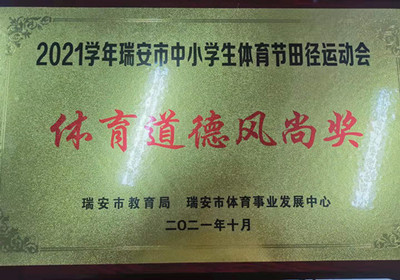 2021学年瑞安市中小学生体育节田径运动会
体育道德风尚奖
瑞安市教育局 瑞安市体育事业发展中心
二〇二一年十月